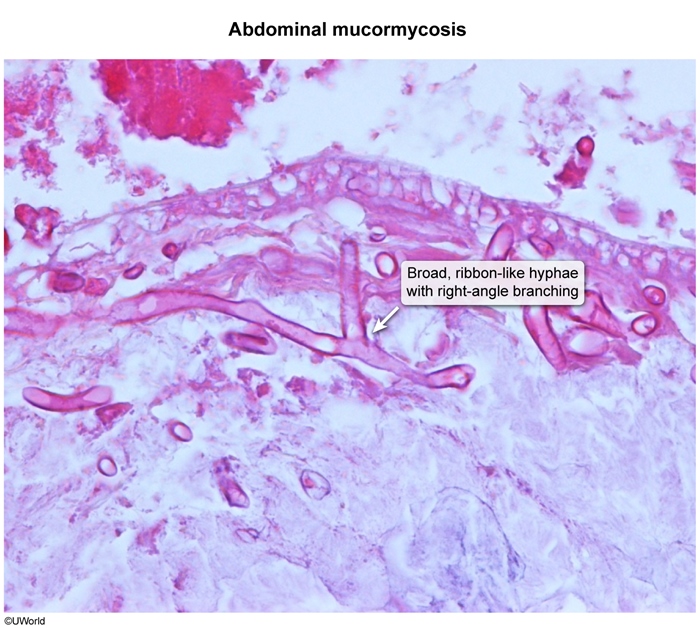 Abdominal mucormycosis
Broad, ribbon-like hyphae
with right-angle branching
©UWorld